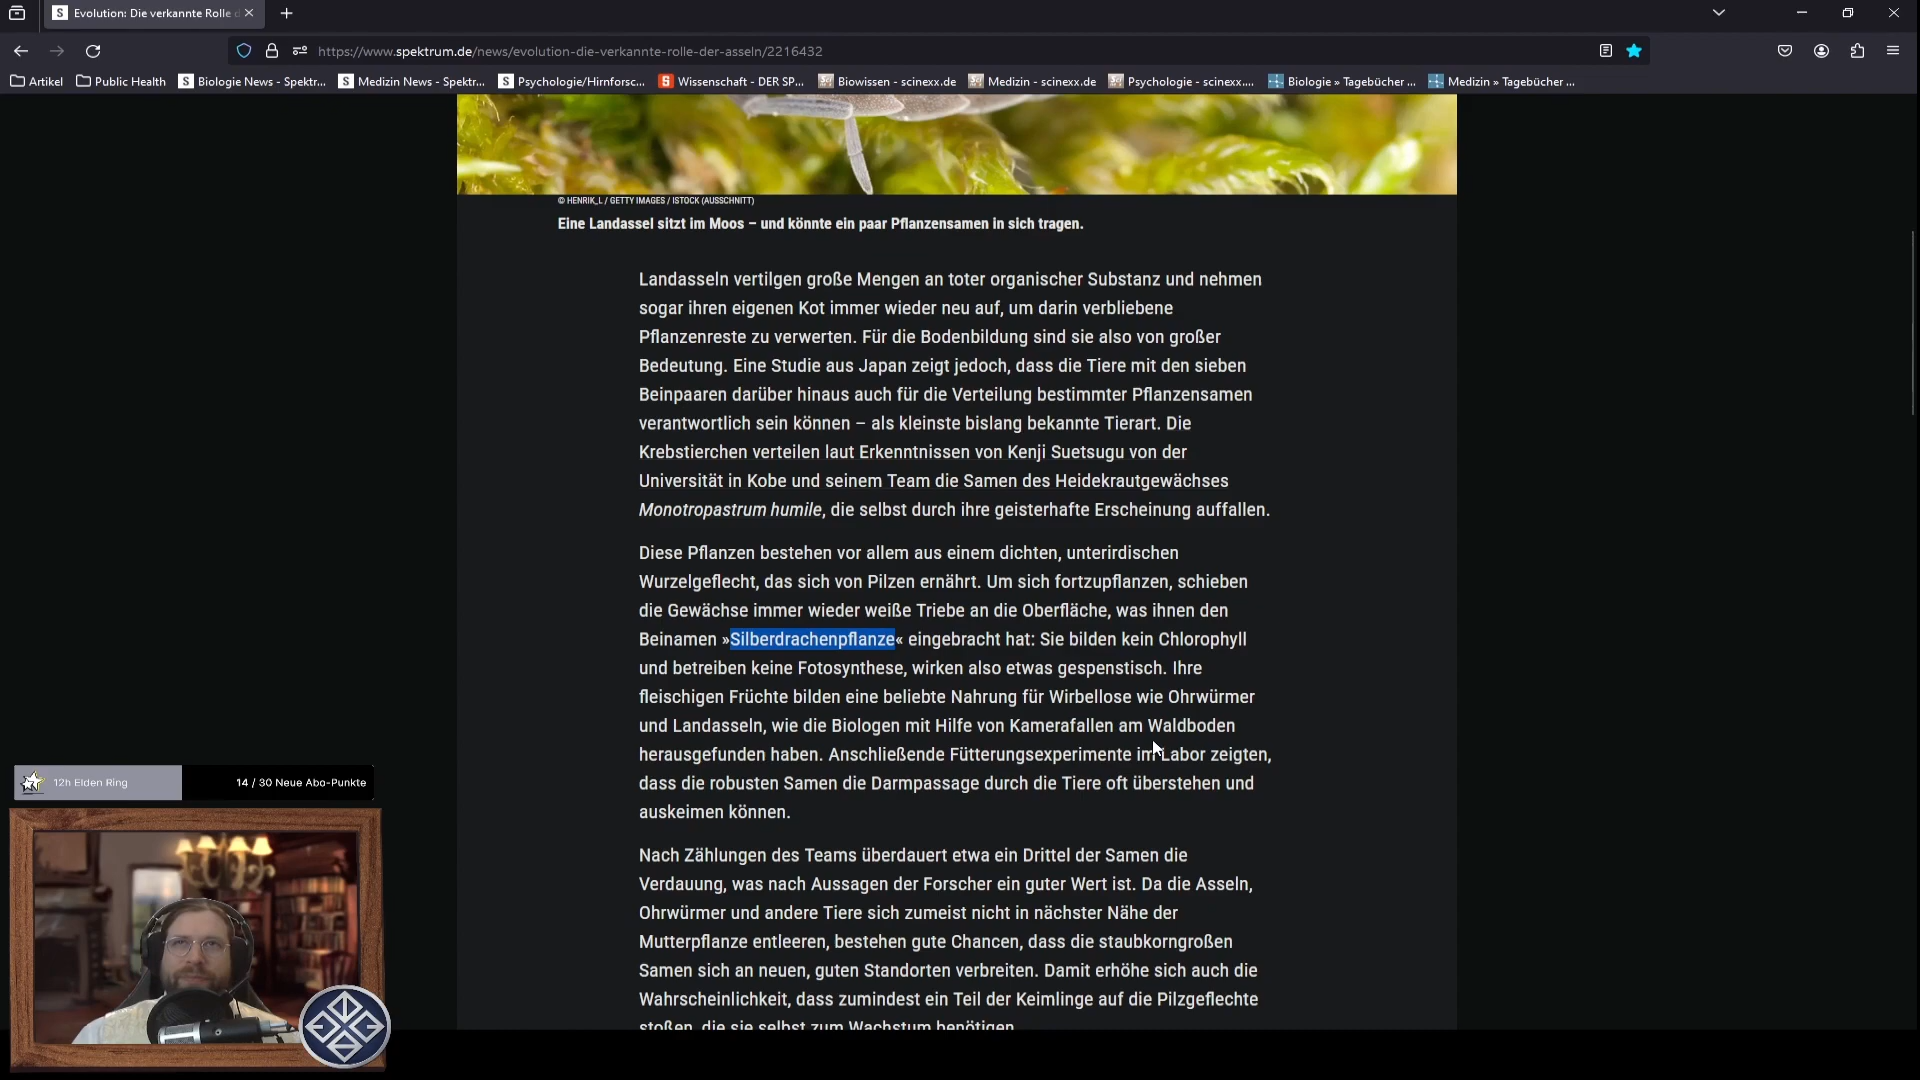 Evolution: Die verkannte Rolle d
https://www.spektrum.de/news/evolution-die-verkannte-rolle-der-asseln/2216432
Artikel
Public Health
Biologie News - Spektr...
Medizin News - Spektr...
Psychologie/Hirnforsc...
Wissenschaft - DER SP...
Biowissen - scinexx.de
Medizin - scinexx.de
Psychologie - scinexx....
Biologie » Tagebücher ...
Medizin » Tagebücher ...
© HENRIK_L / GETTY IMAGES / ISTOCK (AUSSCHNITT)
Eine Landassel sitzt im Moos – und könnte ein paar Pflanzensamen in sich tragen.
Landasseln vertilgen große Mengen an toter organischer Substanz und nehmen
sogar ihren eigenen Kot immer wieder neu auf, um darin verbliebene
Pflanzenreste zu verwerten. Für die Bodenbildung sind sie also von großer
Bedeutung. Eine Studie aus Japan zeigt jedoch, dass die Tiere mit den sieben
Beinpaaren darüber hinaus auch für die Verteilung bestimmter Pflanzensamen
verantwortlich sein können – als kleinste bislang bekannte Tierart. Die
Krebstierchen verteilen laut Erkenntnissen von Kenji Suetsugu von der
Universität in Kobe und seinem Team die Samen des Heidekrautgewächses
Monotropastrum humile, die selbst durch ihre geisterhafte Erscheinung auffallen.
Diese Pflanzen bestehen vor allem aus einem dichten, unterirdischen
Wurzelgeflecht, das sich von Pilzen ernährt. Um sich fortzupflanzen, schieben
die Gewächse immer wieder weiße Triebe an die Oberfläche, was ihnen den
Beinamen »Silberdrachenpflanze« eingebracht hat: Sie bilden kein Chlorophyll
und betreiben keine Fotosynthese, wirken also etwas gespenstisch. Ihre
fleischigen Früchte bilden eine beliebte Nahrung für Wirbellose wie Ohrwürmer
und Landasseln, wie die Biologen mit Hilfe von Kamerafallen am Waldboden
herausgefunden haben. Anschließende Fütterungsexperimente im Labor zeigten,
dass die robusten Samen die Darmpassage durch die Tiere oft überstehen und
auskeimen können.
Nach Zählungen des Teams überdauert etwa ein Drittel der Samen die
Verdauung, was nach Aussagen der Forscher ein guter Wert ist. Da die Asseln,
Ohrwürmer und andere Tiere sich zumeist nicht in nächster Nähe der
Mutterpflanze entleeren, bestehen gute Chancen, dass die staubkorngroßen
Samen sich an neuen, guten Standorten verbreiten. Damit erhöhe sich auch die
Wahrscheinlichkeit, dass zumindest ein Teil der Keimlinge auf die Pilzgeflechte
stoßen, die sie selbst zum Wachstum benötigen.
12h Elden Ring
14 / 30 Neue Abo-Punkte